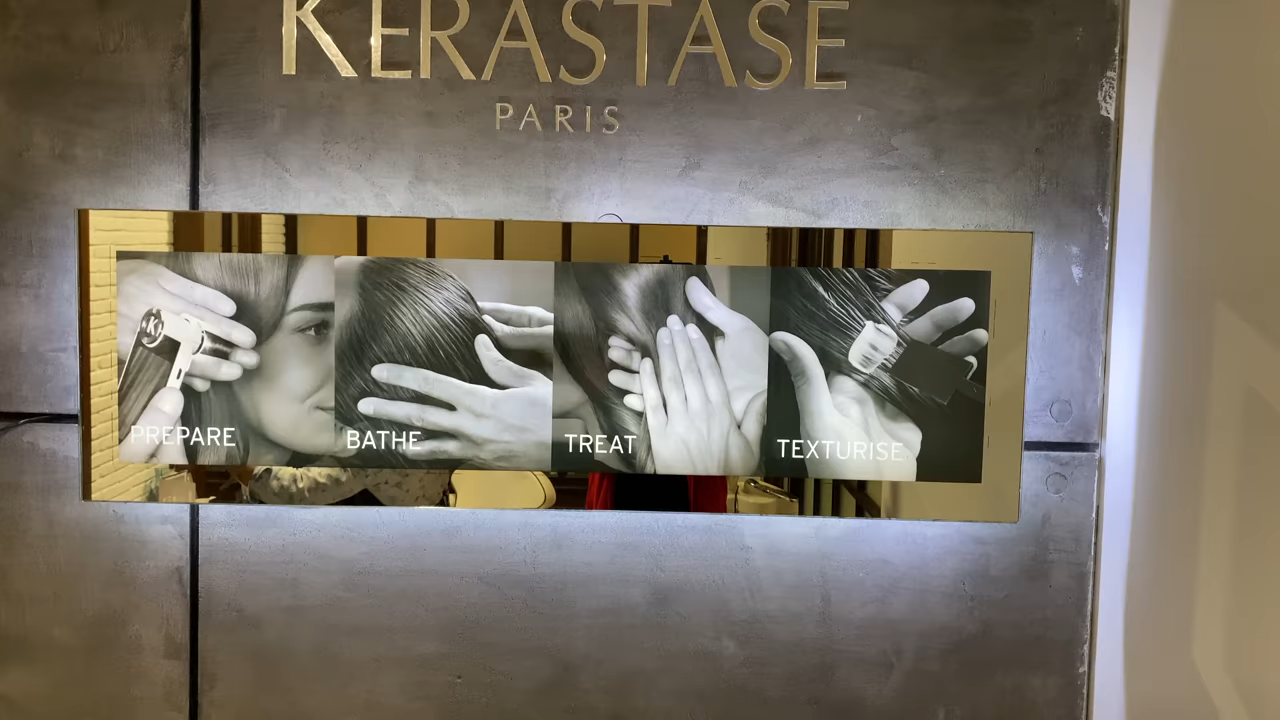 KERASTASE
PARIS
K
PREPARE
BATHE
TREAT
TEXTURISE